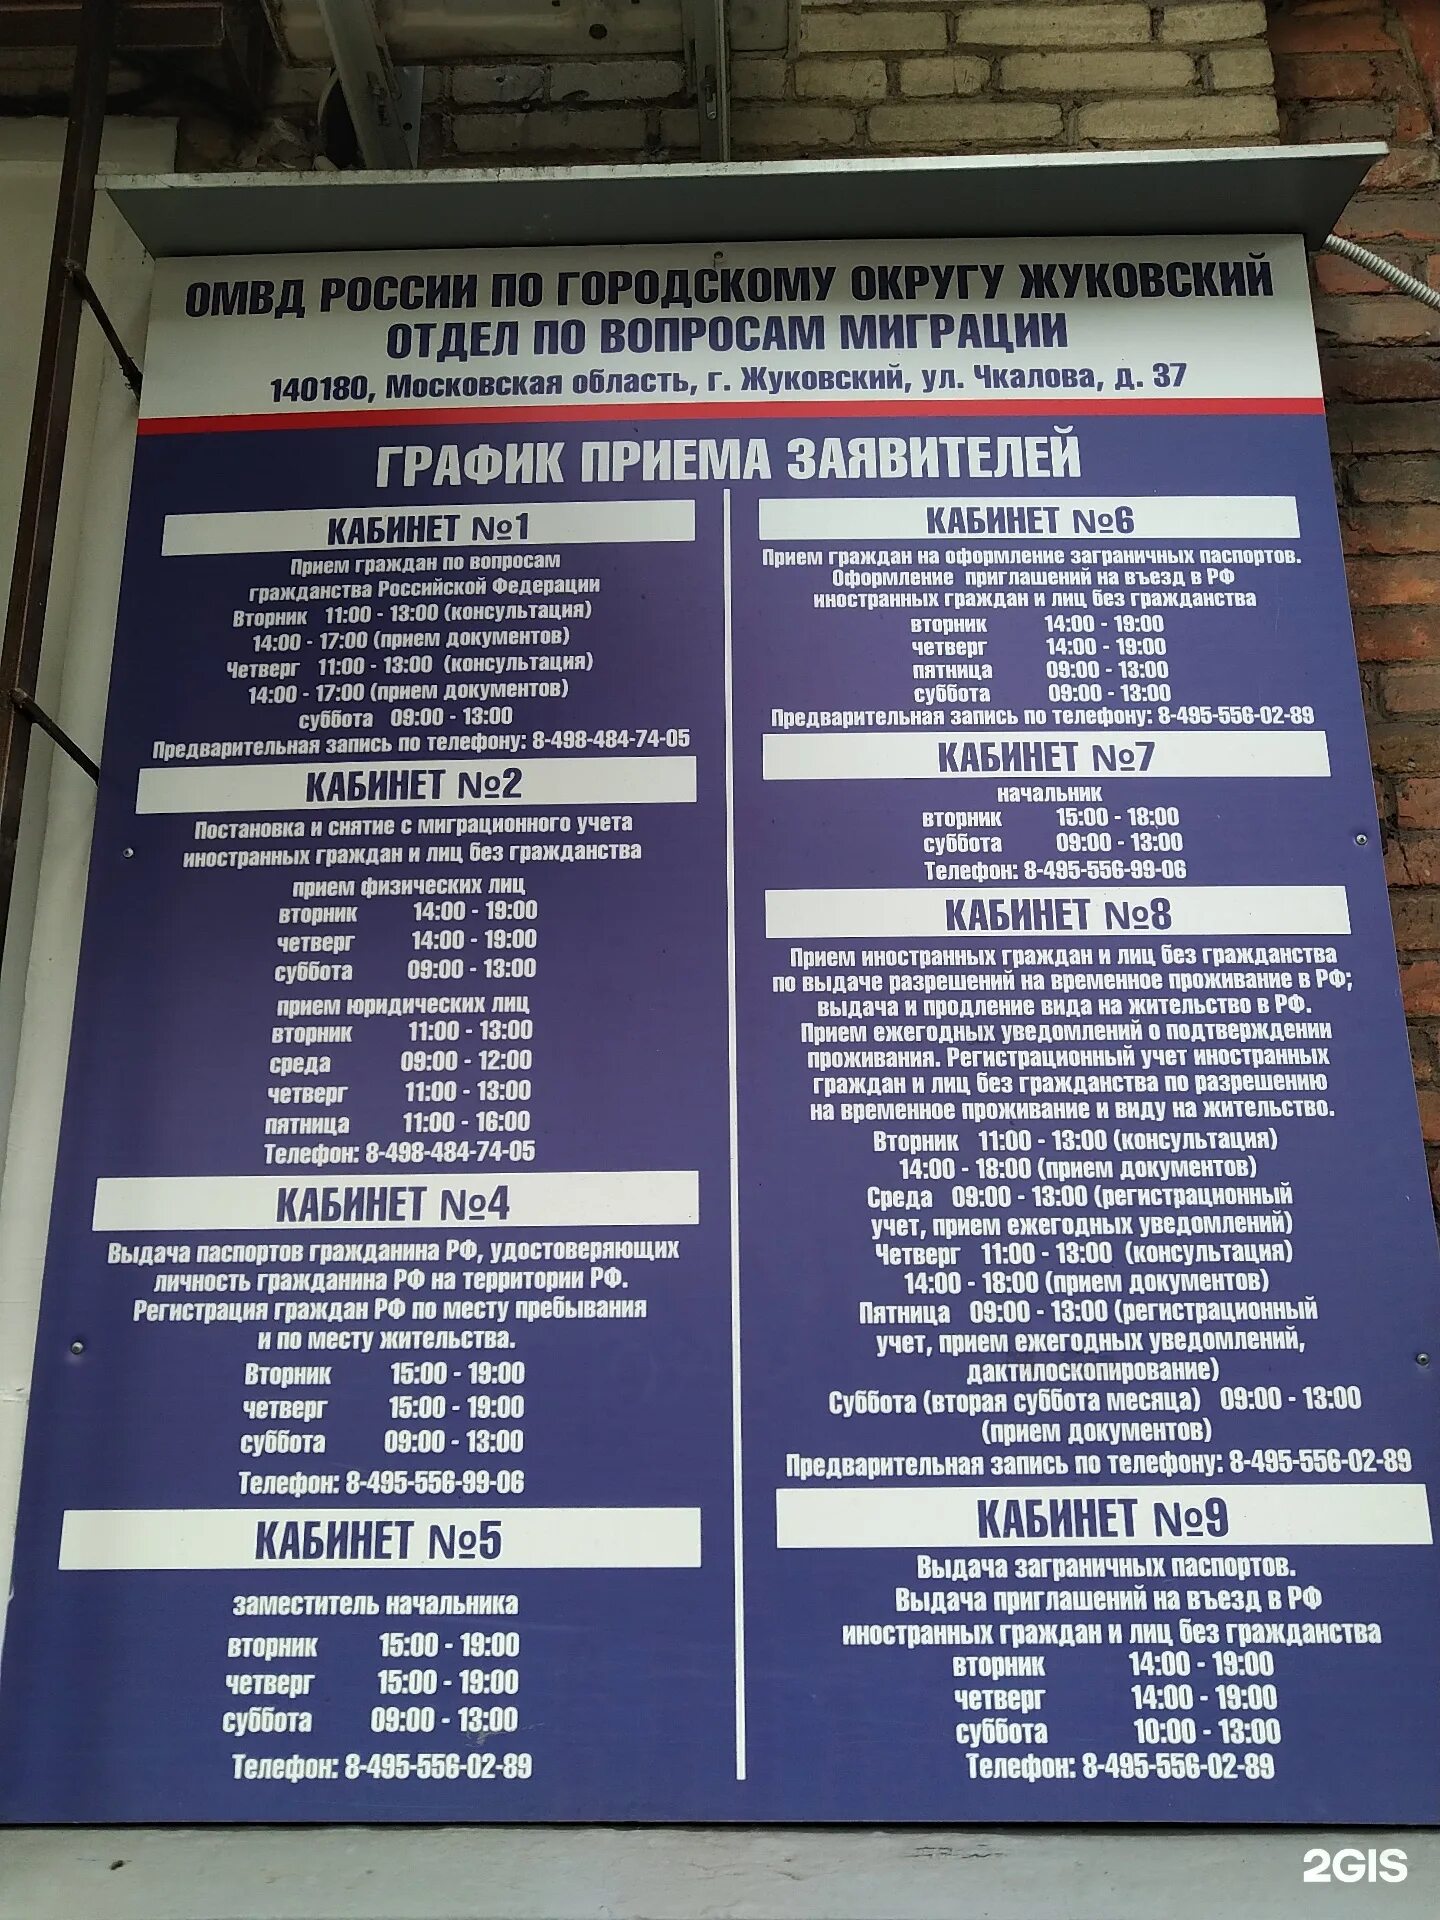 ОМВД РОССИИ ПО ГОРОДСКОМУ ОКРУГУ ЖУКОВСКИЙ
ОТДЕЛ ПО ВОПРОСАМ МИГРАЦИИ
140180, Московская область, г. Жуковский, ул. Чкалова, д. 37
ГРАФИК ПРИЕМА ЗАЯВИТЕЛЕЙ
КАБИНЕТ №1
Прием граждан по вопросам
гражданства Российской Федерации
Вторник 11:00 - 13:00 (консультация)
14:00 - 17:00 (прием документов)
Четверг 11:00 - 13:00 (консультация)
14:00 - 17:00 (прием документов)
суббота 09:00 - 13:00
Предварительная запись по телефону: 8-498-484-74-05
КАБИНЕТ №2
Постановка и снятие с миграционного учета
иностранных граждан и лиц без гражданства
прием физических лиц
вторник 14:00 - 19:00
четверг 14:00 - 19:00
суббота 09:00 - 13:00
прием юридических лиц
вторник 11:00 - 13:00
среда 09:00 - 12:00
четверг 11:00 - 13:00
пятница 11:00 - 16:00
Телефон: 8-498-484-74-05
КАБИНЕТ №4
Выдача паспортов гражданина РФ, удостоверяющих
личность гражданина РФ на территории РФ.
Регистрация граждан РФ по месту пребывания
и по месту жительства.
Вторник 15:00 - 19:00
четверг 15:00 - 19:00
суббота 09:00 - 13:00
Телефон: 8-495-556-99-06
КАБИНЕТ №5
заместитель начальника
вторник 15:00 - 19:00
четверг 15:00 - 19:00
суббота 09:00 - 13:00
Телефон: 8-495-556-02-89
КАБИНЕТ №6
Прием граждан на оформление заграничных паспортов.
Оформление приглашений на въезд в РФ
иностранных граждан и лиц без гражданства
вторник 14:00 - 19:00
четверг 14:00 - 19:00
пятница 09:00 - 13:00
суббота 09:00 - 13:00
Предварительная запись по телефону: 8-495-556-02-89
КАБИНЕТ №7
начальник
вторник 15:00 - 18:00
суббота 09:00 - 13:00
Телефон: 8-495-556-99-06
КАБИНЕТ №8
Прием иностранных граждан и лиц без гражданства
по выдаче разрешений на временное проживание в РФ;
выдача и продление вида на жительство в РФ.
Прием ежегодных уведомлений о подтверждении
проживания. Регистрационный учет иностранных
граждан и лиц без гражданства по разрешению
на временное проживание и виду на жительство.
Вторник 11:00 - 13:00 (консультация)
14:00 - 18:00 (прием документов)
Среда 09:00 - 13:00 (регистрационный
учет, прием ежегодных уведомлений)
Четверг 11:00 - 13:00 (консультация)
14:00 - 18:00 (прием документов)
Пятница 09:00 - 13:00 (регистрационный
учет, прием ежегодных уведомлений,
дактилоскопирование)
Суббота (вторая суббота месяца) 09:00 - 13:00
(прием документов)
Предварительная запись по телефону: 8-495-556-02-89
КАБИНЕТ №9
Выдача заграничных паспортов.
Выдача приглашений на въезд в РФ
иностранных граждан и лиц без гражданства
вторник 14:00 - 19:00
четверг 14:00 - 19:00
суббота 10:00 - 13:00
Телефон: 8-495-556-02-89
2GIS